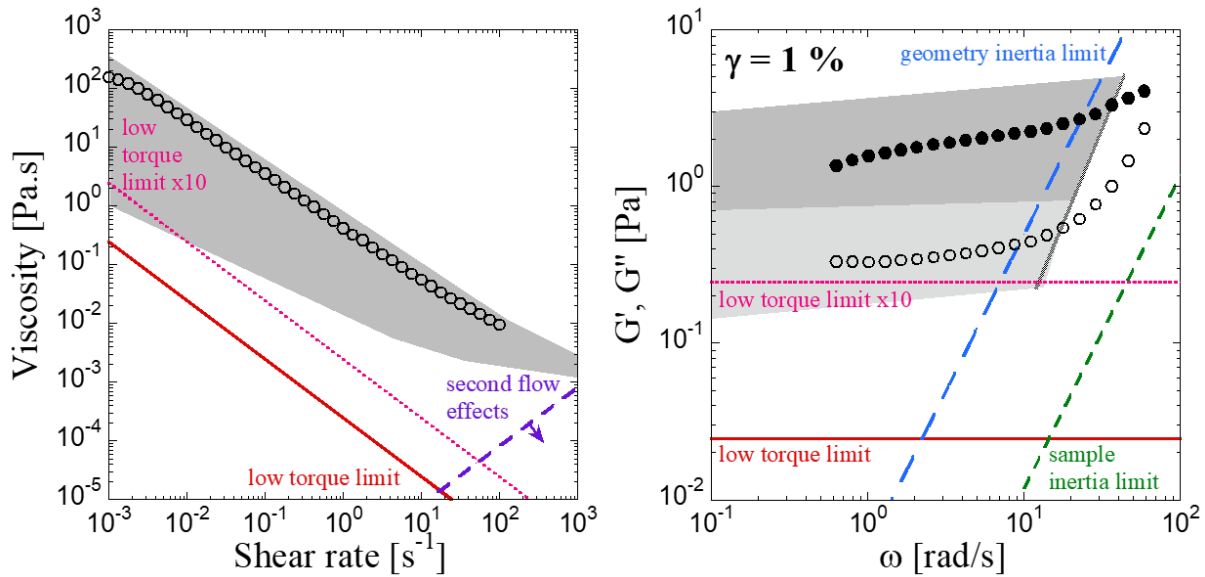 Viscosity [Pa.s]
10³
10²
10¹
10⁰
10⁻¹
10⁻²
10⁻³
10⁻⁴
10⁻⁵
low
torque
limit x10
second flow
effects
low torque limit
10⁻³ 10⁻² 10⁻¹ 10⁰ 10¹ 10² 10³
Shear rate [s⁻¹]
G', G" [Pa]
10¹
10⁰
10⁻¹
10⁻²
γ = 1 %
geometry inertia limit
low torque limit x10
low torque limit
sample
inertia limit
10⁻¹ 10⁰ 10¹ 10²
ω [rad/s]